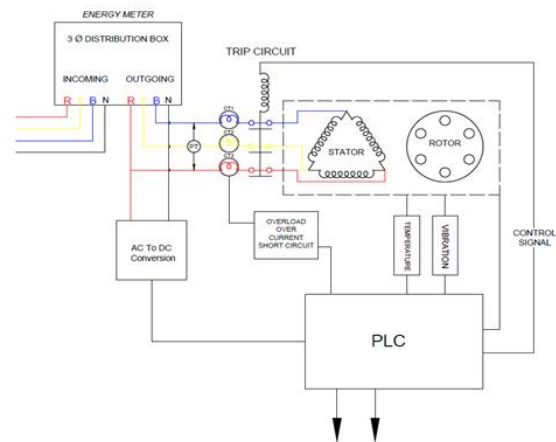 ENERGY METER
3 Ø DISTRIBUTION BOX
INCOMING OUTGOING
R Y B N R Y B N
TRIP CIRCUIT
CT1
CT2
CT3
PT
STATOR
ROTOR
OVERLOAD
OVER
CURRENT
SHORT CIRCUIT
TEMPERATURE
VIBRATION
CONTROL
SIGNAL
AC To DC
Conversion
PLC